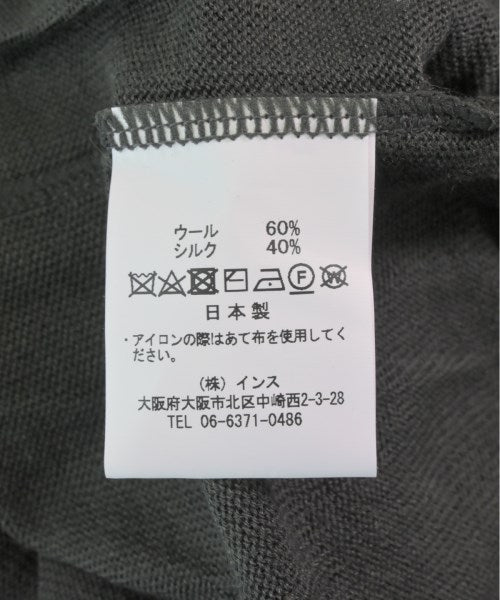 ウール 60%
シルク 40%
F W
日本製
・アイロンの際はあて布を使用してく
ださい。
(株) インス
大阪府大阪市北区中崎西2-3-28
TEL 06-6371-0486